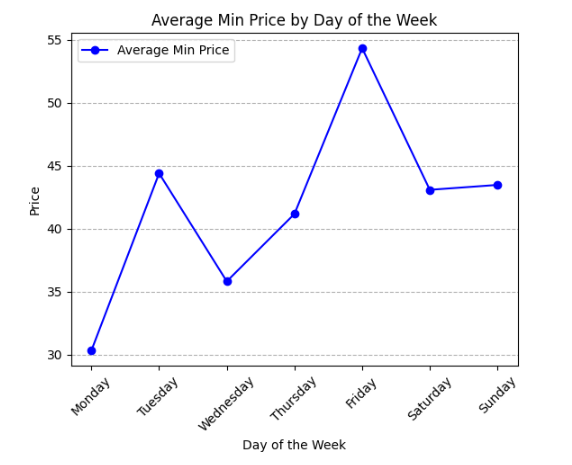 Average Min Price by Day of the Week
Average Min Price
55
50
45
40
35
30
Price
Monday
Tuesday
Wednesday
Thursday
Friday
Saturday
Sunday
Day of the Week